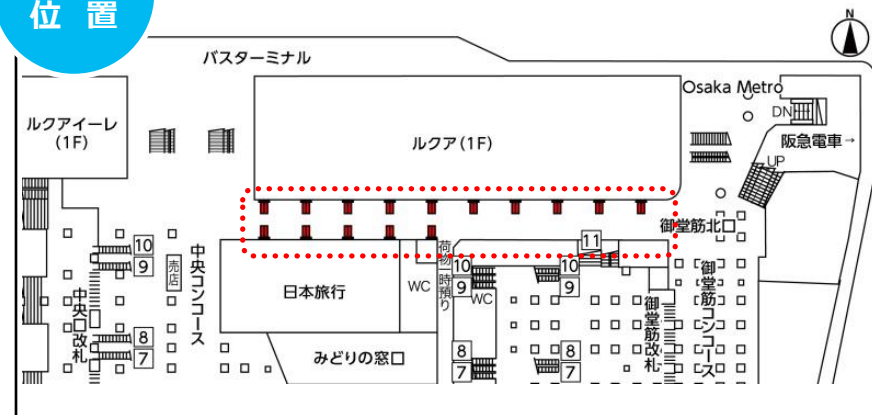 位置
N
バスターミナル
Osaka Metro
DN
阪急電車→
UP
ルクアイーレ
(1F)
ルクア(1F)
御堂筋北口
11
10
9
売店
中央コンコース
中央口改札
8
7
日本旅行
WC
荷物一時預り
10
9
WC
10
9
御堂筋コンコース
御堂筋改札
みどりの窓口
8
7
8
7